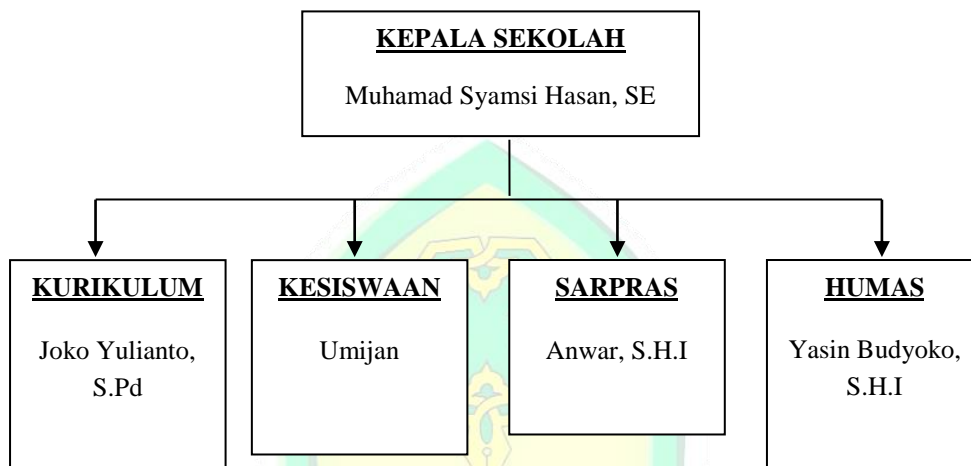 KEPALA SEKOLAH
Muhamad Syamsi Hasan, SE
KURIKULUM
Joko Yulianto,
S.Pd
KESISWAAN
Umijan
SARPRAS
Anwar, S.H.I
HUMAS
Yasin Budyoko,
S.H.I